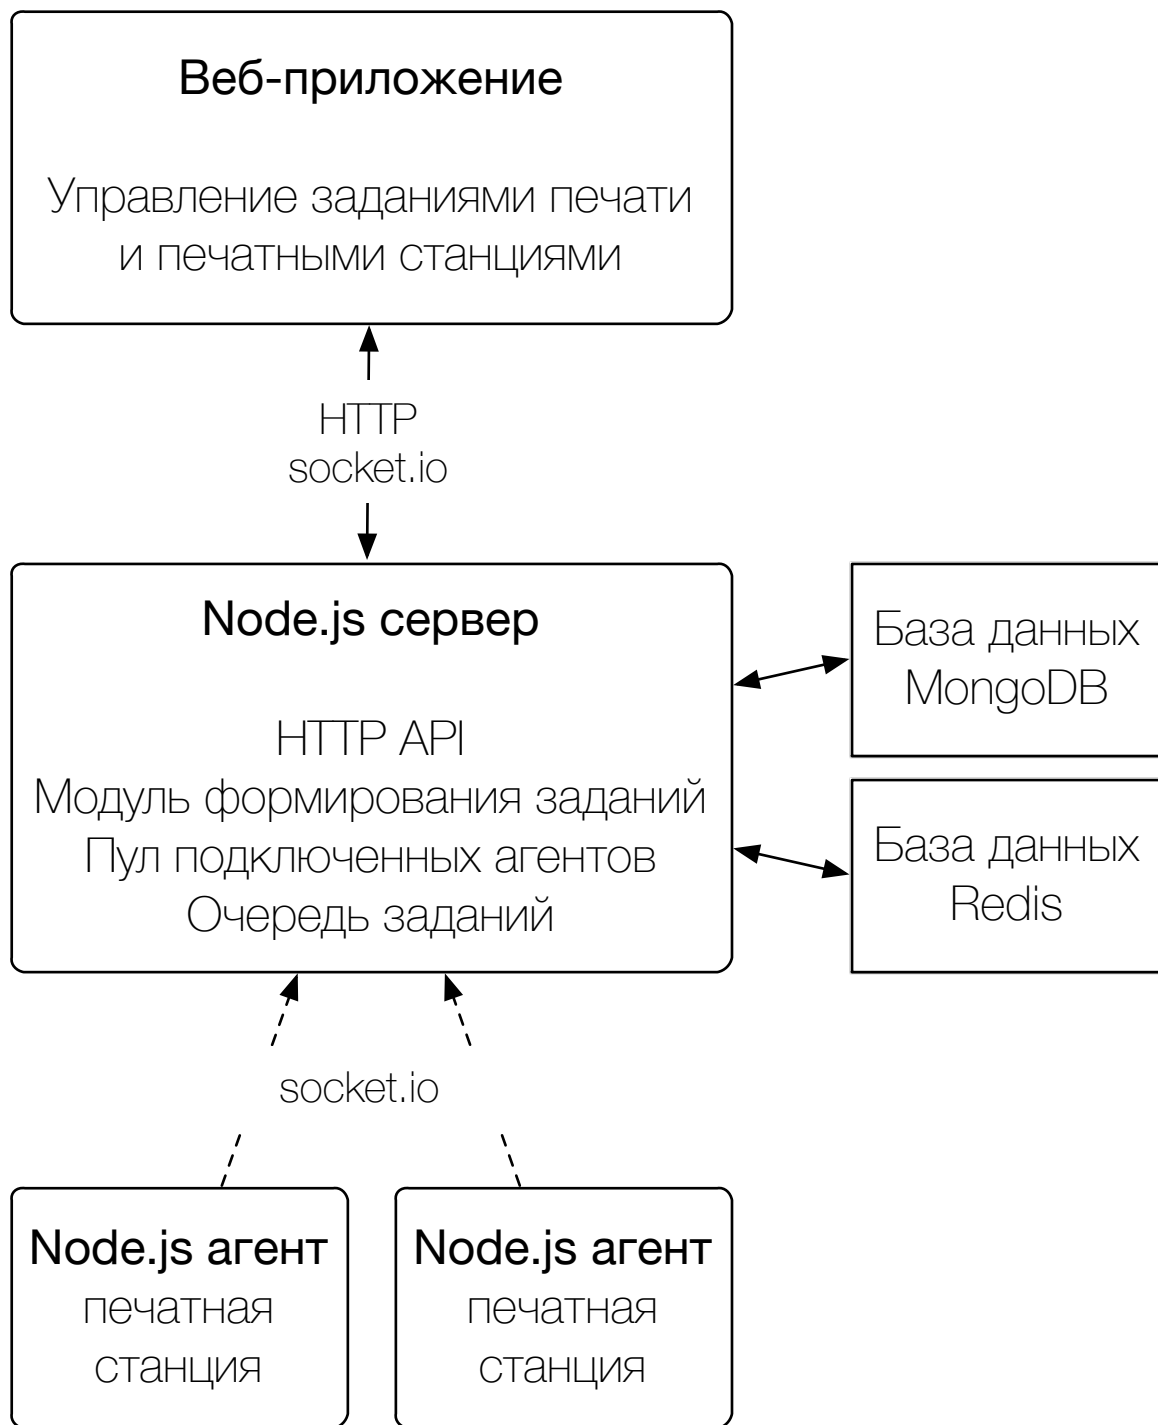 Веб-приложение
Управление заданиями печати
и печатными станциями
HTTP
socket.io
Node.js сервер
HTTP API
Модуль формирования заданий
Пул подключенных агентов
Очередь заданий
База данных
MongoDB
База данных
Redis
socket.io
Node.js агент
печатная
станция
Node.js агент
печатная
станция